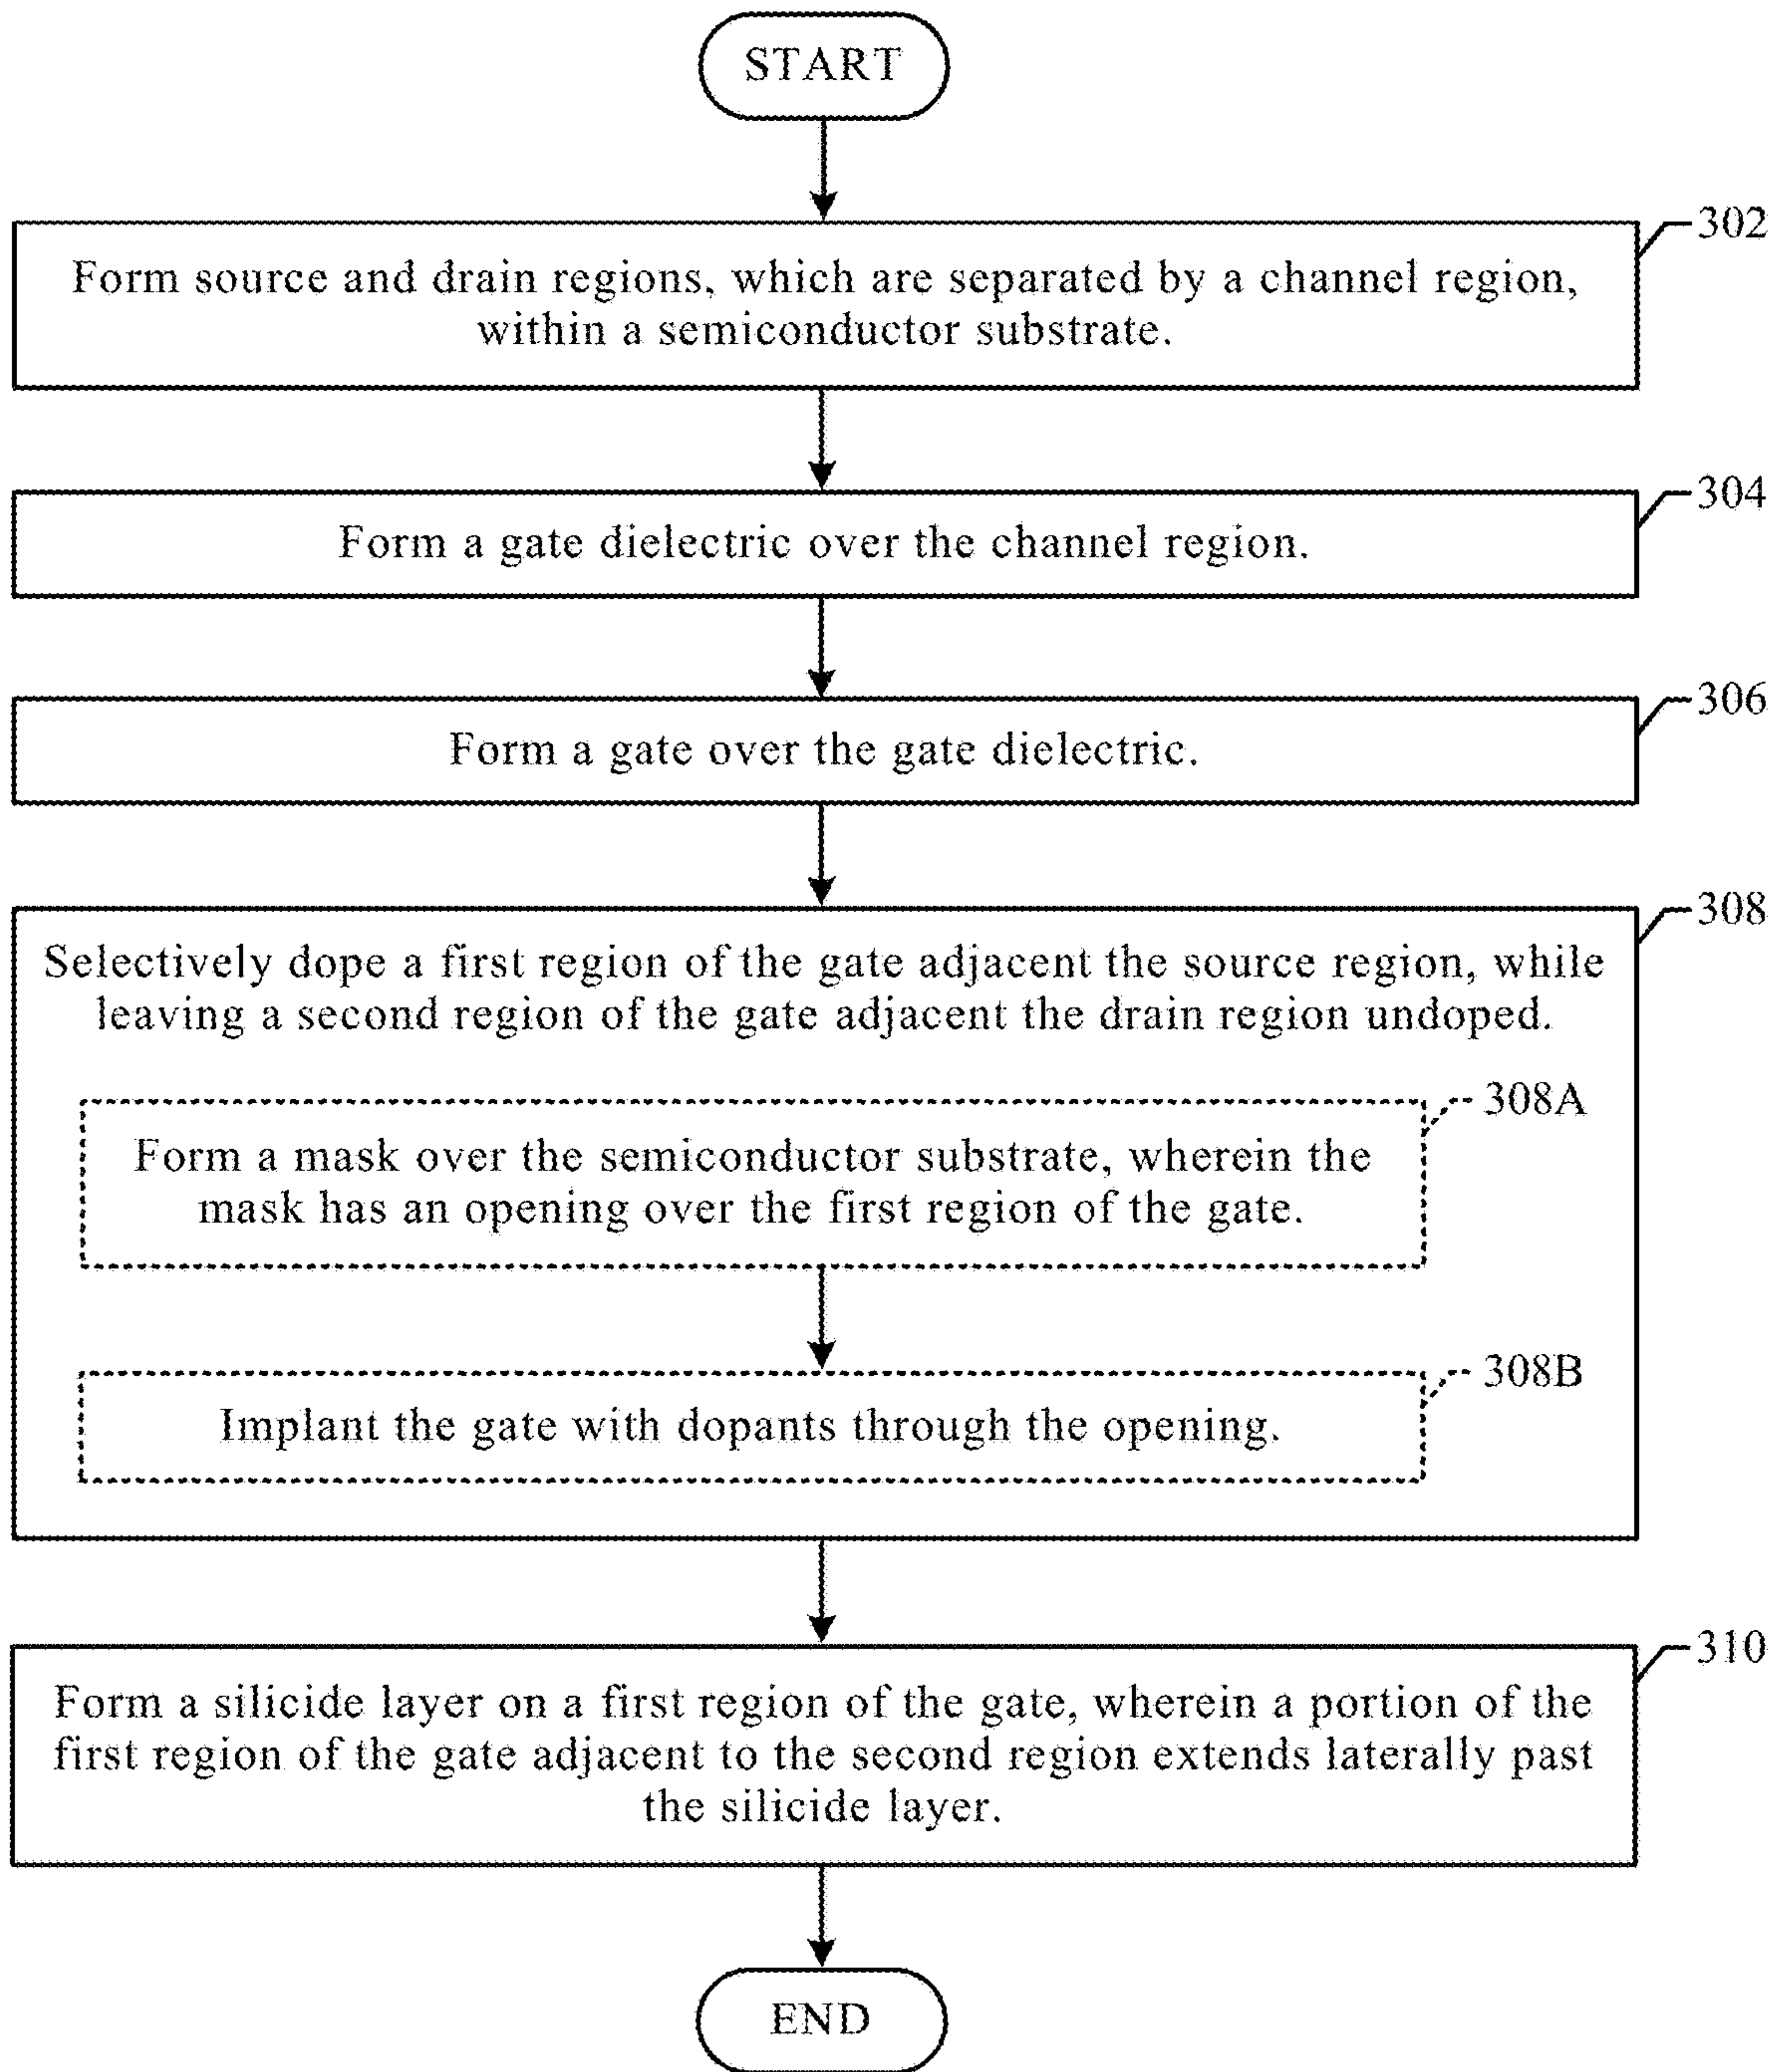 START
302
Form source and drain regions, which are separated by a channel region,
within a semiconductor substrate.
304
Form a gate dielectric over the channel region.
306
Form a gate over the gate dielectric.
308
Selectively dope a first region of the gate adjacent the source region, while
leaving a second region of the gate adjacent the drain region undoped.
308A
Form a mask over the semiconductor substrate, wherein the
mask has an opening over the first region of the gate.
308B
Implant the gate with dopants through the opening.
310
Form a silicide layer on a first region of the gate, wherein a portion of the
first region of the gate adjacent to the second region extends laterally past
the silicide layer.
END